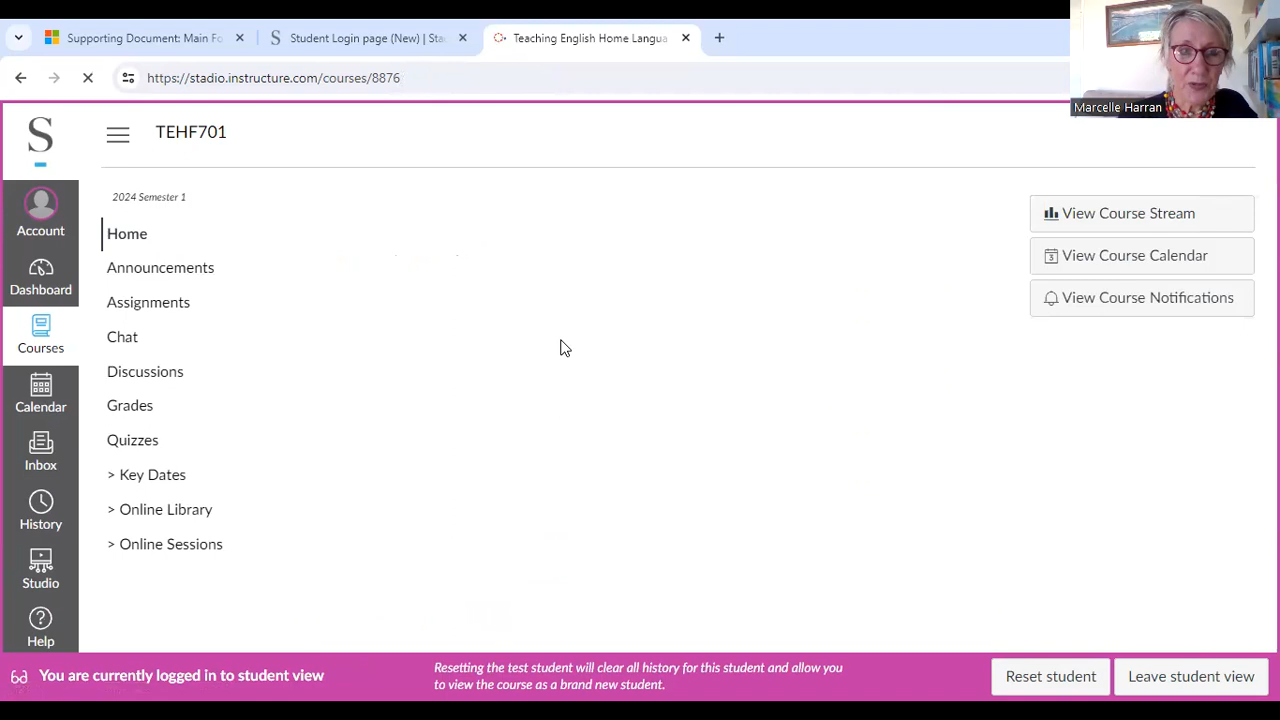 Supporting Document: Main Fo
Student Login page (New) | Sta
Teaching English Home Langua
https://stadio.instructure.com/courses/8876
Marcelle Harran
S
TEHF701
2024 Semester 1
Account
Dashboard
Courses
Calendar
Inbox
History
Studio
Help
Home
Announcements
Assignments
Chat
Discussions
Grades
Quizzes
> Key Dates
> Online Library
> Online Sessions
View Course Stream
View Course Calendar
View Course Notifications
You are currently logged in to student view
Resetting the test student will clear all history for this student and allow you
to view the course as a brand new student.
Reset student
Leave student view